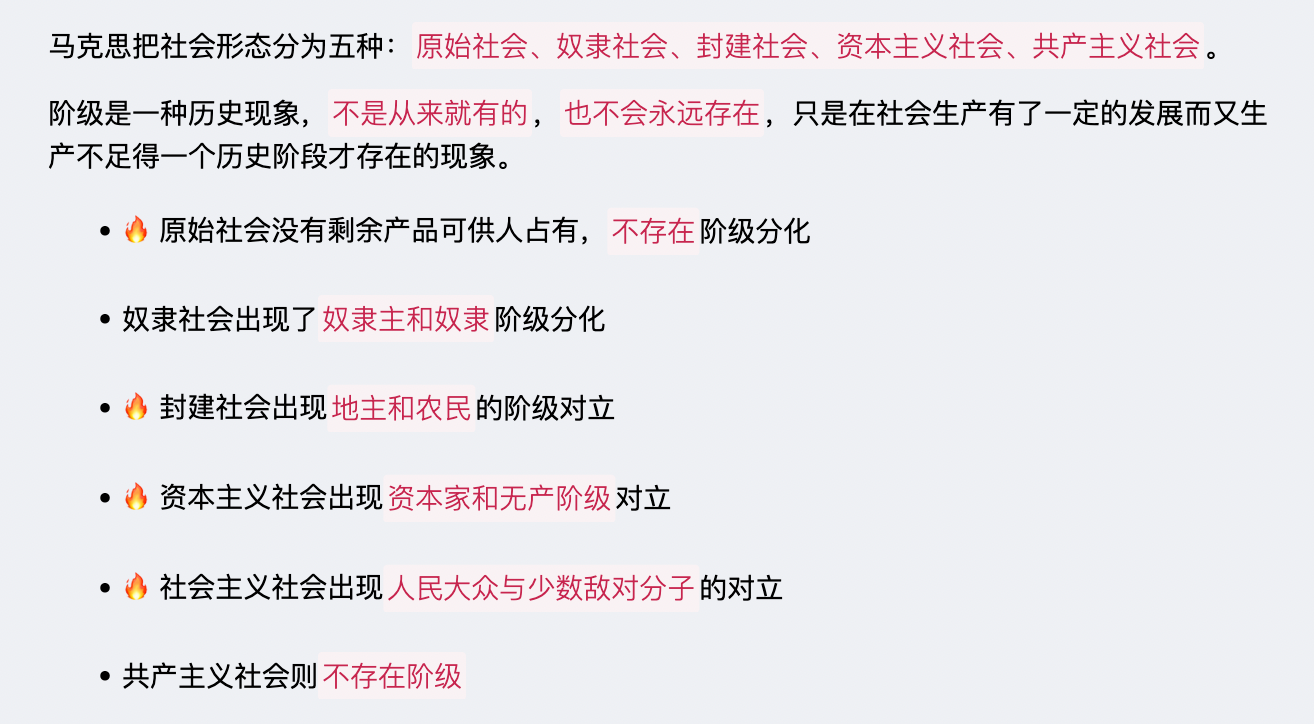 马克思把社会形态分为五种：原始社会、奴隶社会、封建社会、资本主义社会、共产主义社会。
阶级是一种历史现象，不是从来就有的，也不会永远存在，只是在社会生产有了一定的发展而又生
产不足得一个历史阶段才存在的现象。
• 🔥 原始社会没有剩余产品可供人占有，不存在阶级分化
• 奴隶社会出现了奴隶主和奴隶阶级分化
• 🔥 封建社会出现地主和农民的阶级对立
• 🔥 资本主义社会出现资本家和无产阶级对立
• 🔥 社会主义社会出现人民大众与少数敌对分子的对立
• 共产主义社会则不存在阶级